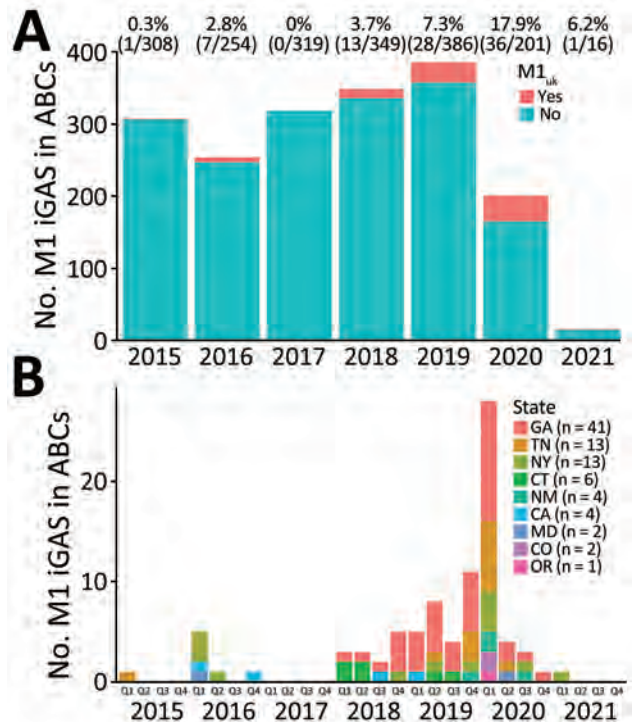 A
0.3% 2.8% 0% 3.7% 7.3% 17.9% 6.2%
(1/308) (7/254) (0/319) (13/349) (28/386) (36/201) (1/16)
No. M1 iGAS in ABCs
400
300
200
100
0
M1uk
Yes
No
2015 2016 2017 2018 2019 2020 2021
B
No. M1 iGAS in ABCs
20
10
0
State
GA (n = 41)
TN (n = 13)
NY (n =13)
CT (n = 6)
NM (n = 4)
CA (n = 4)
MD (n = 2)
CO (n = 2)
OR (n = 1)
Q1 Q2 Q3 Q4 Q1 Q2 Q3 Q4 Q1 Q2 Q3 Q4 Q1 Q2 Q3 Q4 Q1 Q2 Q3 Q4 Q1 Q2 Q3 Q4 Q1 Q2 Q3 Q4
2015 2016 2017 2018 2019 2020 2021